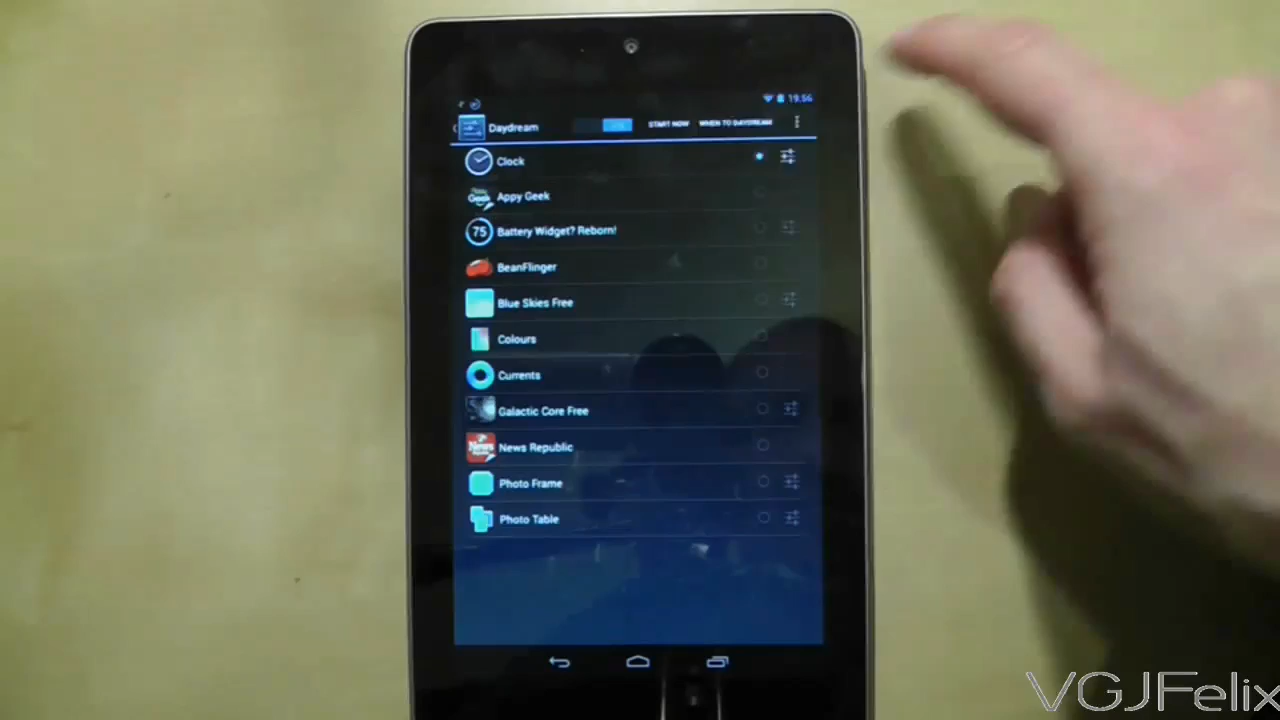 19:56
Daydream START NOW WHEN TO DAYDREAM
Clock
Appy Geek
75 Battery Widget? Reborn!
BeanFlinger
Blue Skies Free
Colours
Currents
Galactic Core Free
News Republic
Photo Frame
Photo Table
VGJFelix